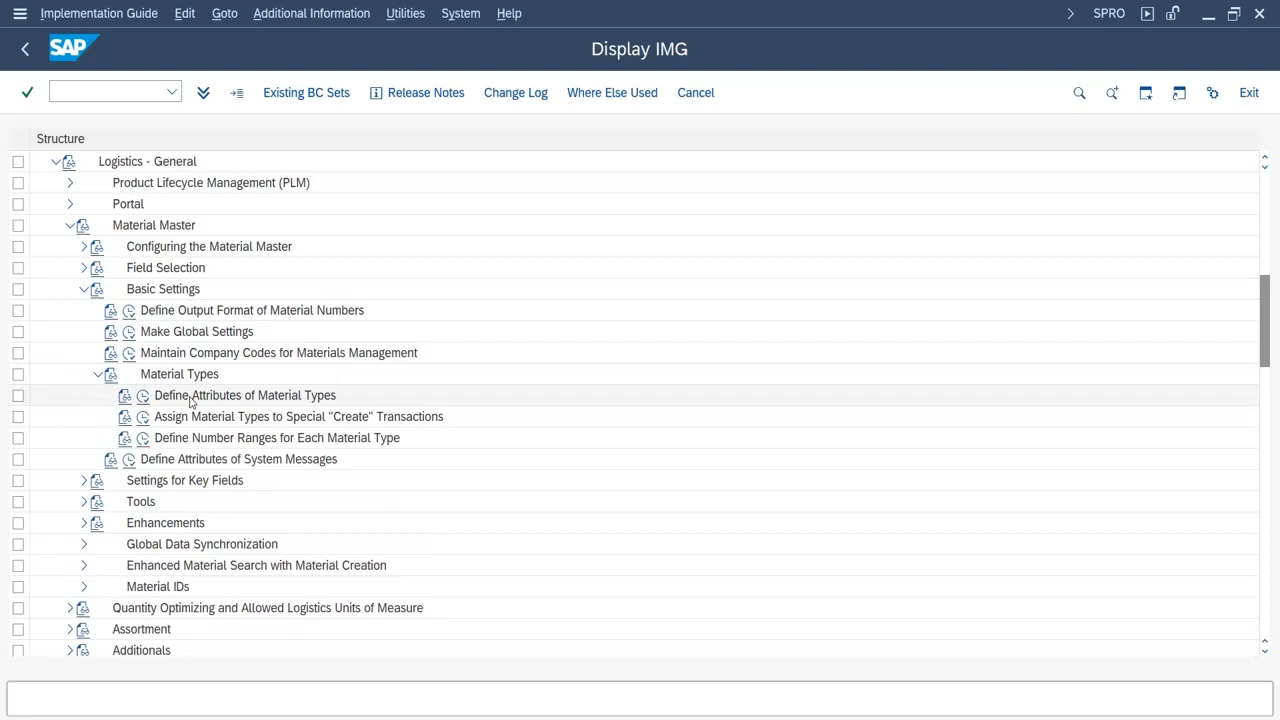 Implementation Guide Edit Goto Additional Information Utilities System Help SPRO
SAP Display IMG
Existing BC Sets Release Notes Change Log Where Else Used Cancel Exit
Structure
Logistics - General
Product Lifecycle Management (PLM)
Portal
Material Master
Configuring the Material Master
Field Selection
Basic Settings
Define Output Format of Material Numbers
Make Global Settings
Maintain Company Codes for Materials Management
Material Types
Define Attributes of Material Types
Assign Material Types to Special "Create" Transactions
Define Number Ranges for Each Material Type
Define Attributes of System Messages
Settings for Key Fields
Tools
Enhancements
Global Data Synchronization
Enhanced Material Search with Material Creation
Material IDs
Quantity Optimizing and Allowed Logistics Units of Measure
Assortment
Additionals